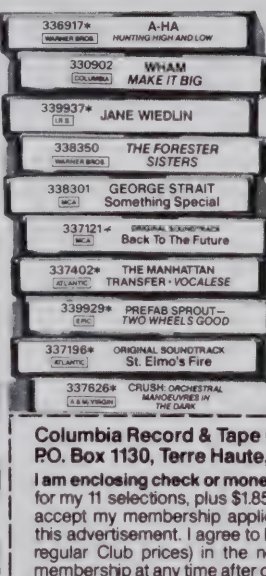 336917* A-HA
WARNER BROS. HUNTING HIGH AND LOW
330902 WHAM
COLUMBIA MAKE IT BIG
339937* JANE WIEDLIN
I.R.S.
338350 THE FORESTER
WARNER BROS. SISTERS
338301 GEORGE STRAIT
MCA Something Special
337121* ORIGINAL SOUNDTRACK
MCA Back To The Future
337402* THE MANHATTAN
ATLANTIC TRANSFER • VOCALESE
339929* PREFAB SPROUT—
EPIC TWO WHEELS GOOD
337196* ORIGINAL SOUNDTRACK
ATLANTIC St. Elmo's Fire
337626* CRUSH: ORCHESTRAL
A & M/VIRGIN MANOEUVRES IN
THE DARK
Columbia Record & Tape
P.O. Box 1130, Terre Haute,
I am enclosing check or mone
for my 11 selections, plus $1.85
accept my membership applic
this advertisement. I agree to
regular Club prices) in the n
membership at any time after